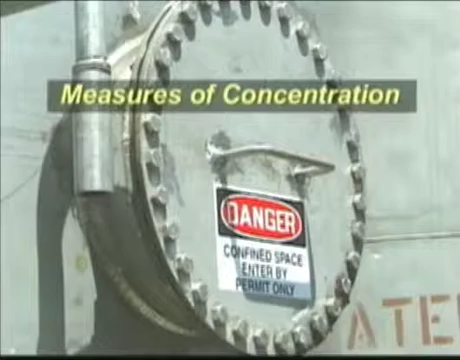 Measures of Concentration
DANGER
CONFINED SPACE
ENTER BY
PERMIT ONLY
ATE